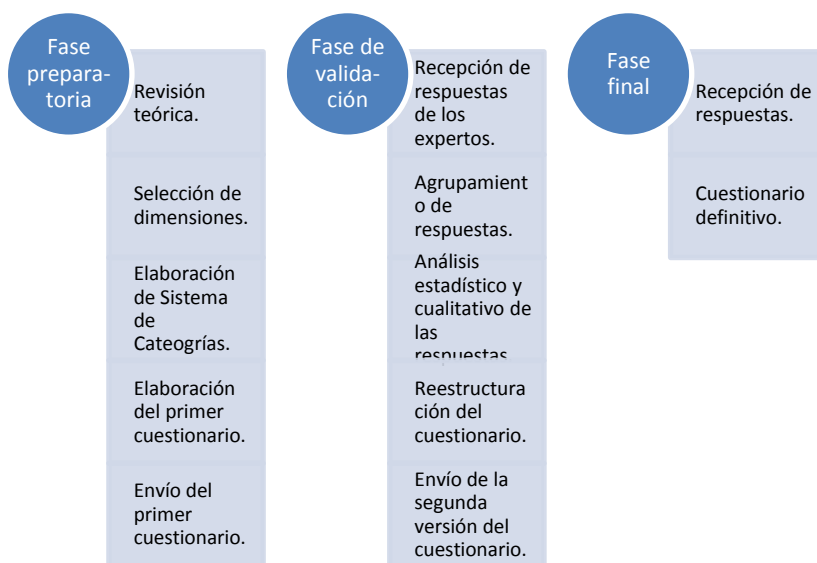 Fase
prepara-
toria
Revisión
teórica.
Selección de
dimensiones.
Elaboración
de Sistema
de
Cateogrías.
Elaboración
del primer
cuestionario.
Envío del
primer
cuestionario.
Fase de
valida-
ción
Recepción de
respuestas
de los
expertos.
Agrupamient
o de
respuestas.
Análisis
estadístico y
cualitativo de
las
respuestas
Reestructura
ción del
cuestionario.
Envío de la
segunda
versión del
cuestionario.
Fase
final
Recepción de
respuestas.
Cuestionario
definitivo.